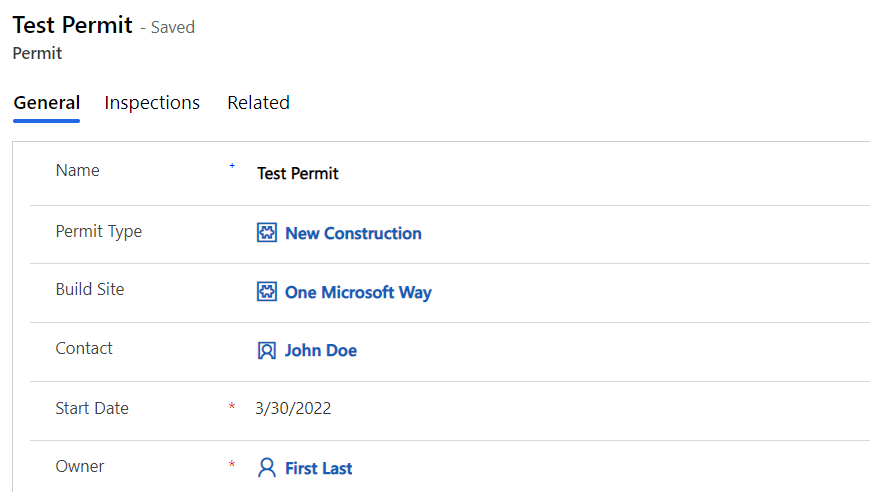 Test Permit - Saved
Permit
General Inspections Related
Name + Test Permit
Permit Type New Construction
Build Site One Microsoft Way
Contact John Doe
Start Date * 3/30/2022
Owner * First Last